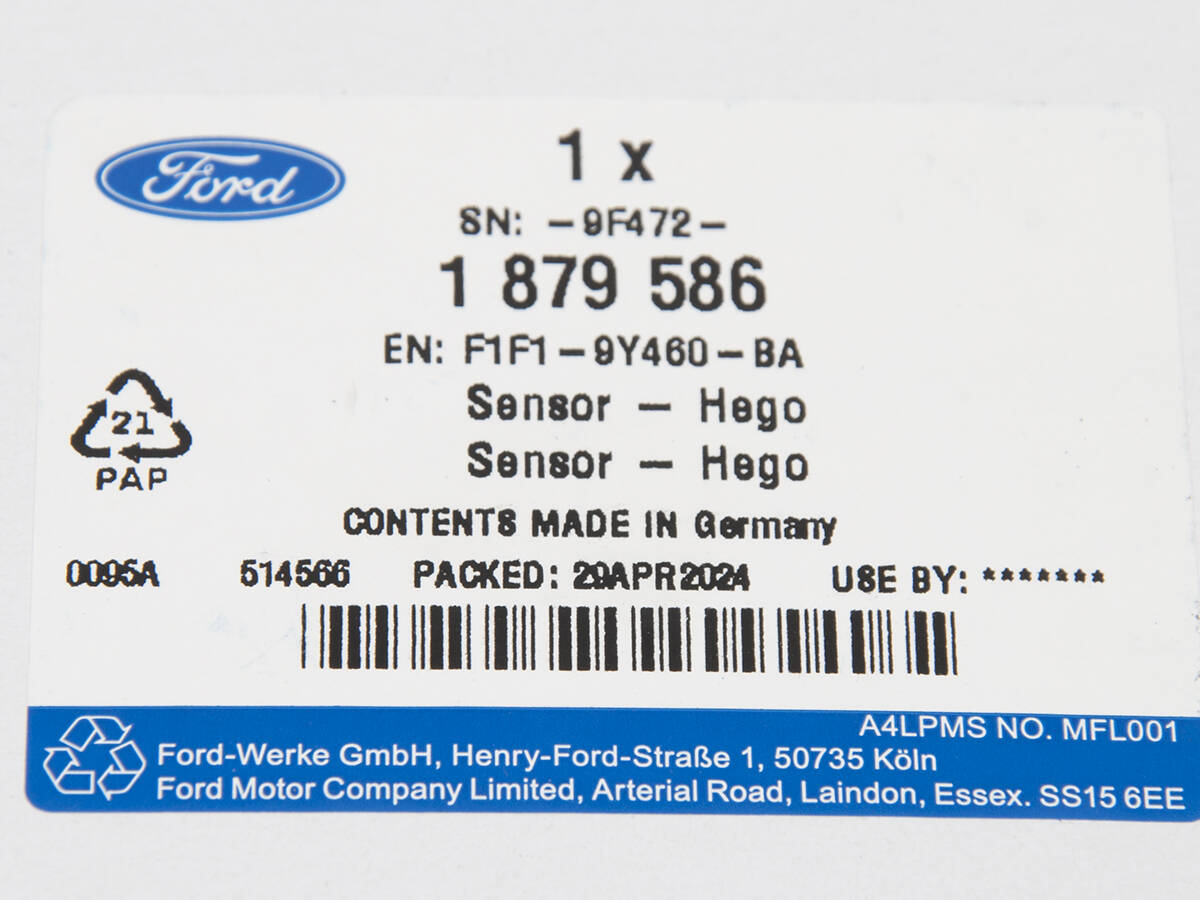 Ford
1 x
SN: -9F472-
1 879 586
EN: F1F1-9Y460-BA
Sensor - Hego
Sensor - Hego
21
PAP
CONTENTS MADE IN Germany
0095A 514566 PACKED: 29APR2024 USE BY: *******
A4LPMS NO. MFL001
Ford-Werke GmbH, Henry-Ford-Straße 1, 50735 Köln
Ford Motor Company Limited, Arterial Road, Laindon, Essex. SS15 6EE